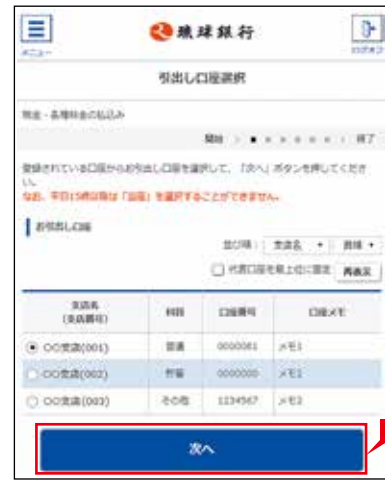 メニュー
琉球銀行
ログオフ
引出し口座選択
税金・各種料金の払込み
開始
終了
登録されている口座からお引出し口座を選択して、「次へ」ボタンを押してくださ
い。
なお、平日15時以降は「当座」を選択することができません。
お引出し口座
並び順： 支店名 昇順
代表口座を最上位に固定 再表示
支店名
(支店番号) 科目 口座番号 口座メモ
〇〇支店(001) 普通 0000001 メモ1
〇〇支店(002) 貯蓄 0000000 メモ1
〇〇支店(003) その他 1234567 メモ2
次へ